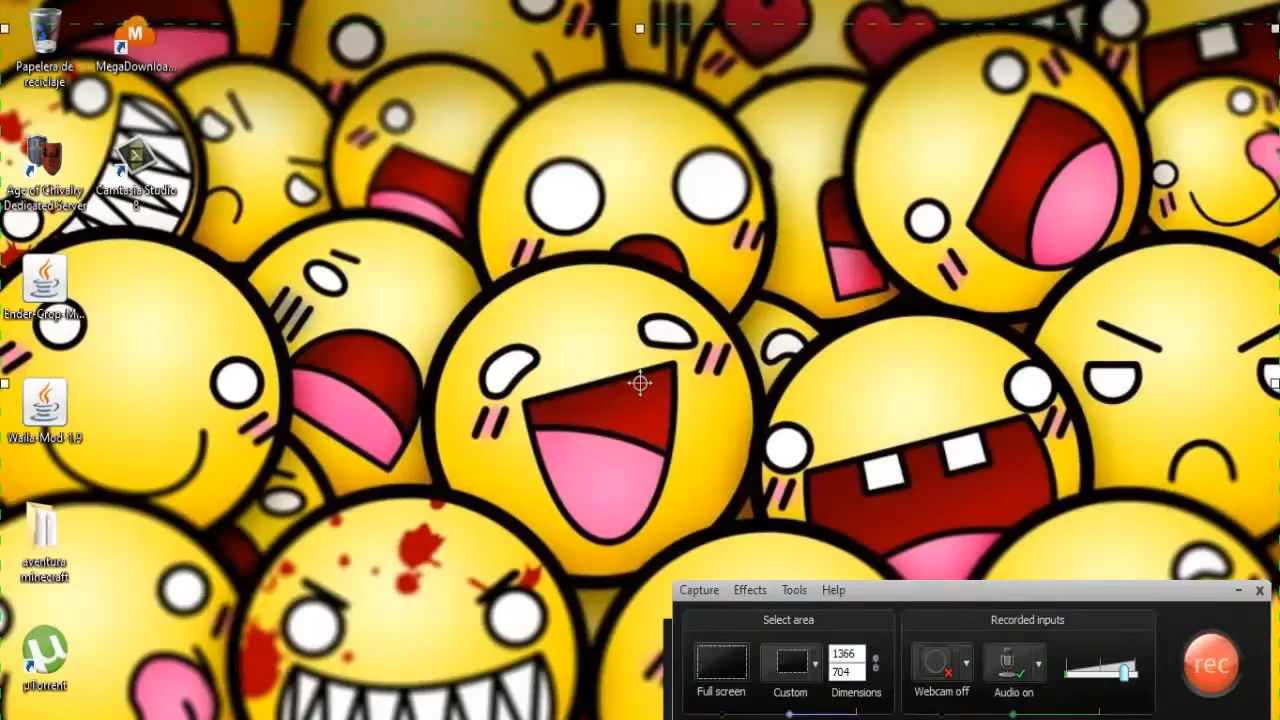 Papelera de
reciclaje
M
MegaDownloa...
Age of Chivalry
Dedicated Server
Camtasia Studio
8
Ender-Crop-M...
Waila-Mod-1.9
aventura
minecraft
µTorrent
Capture Effects Tools Help
Select area
Full screen
Custom
1366
704
Dimensions
Recorded inputs
Webcam off
Audio on
rec